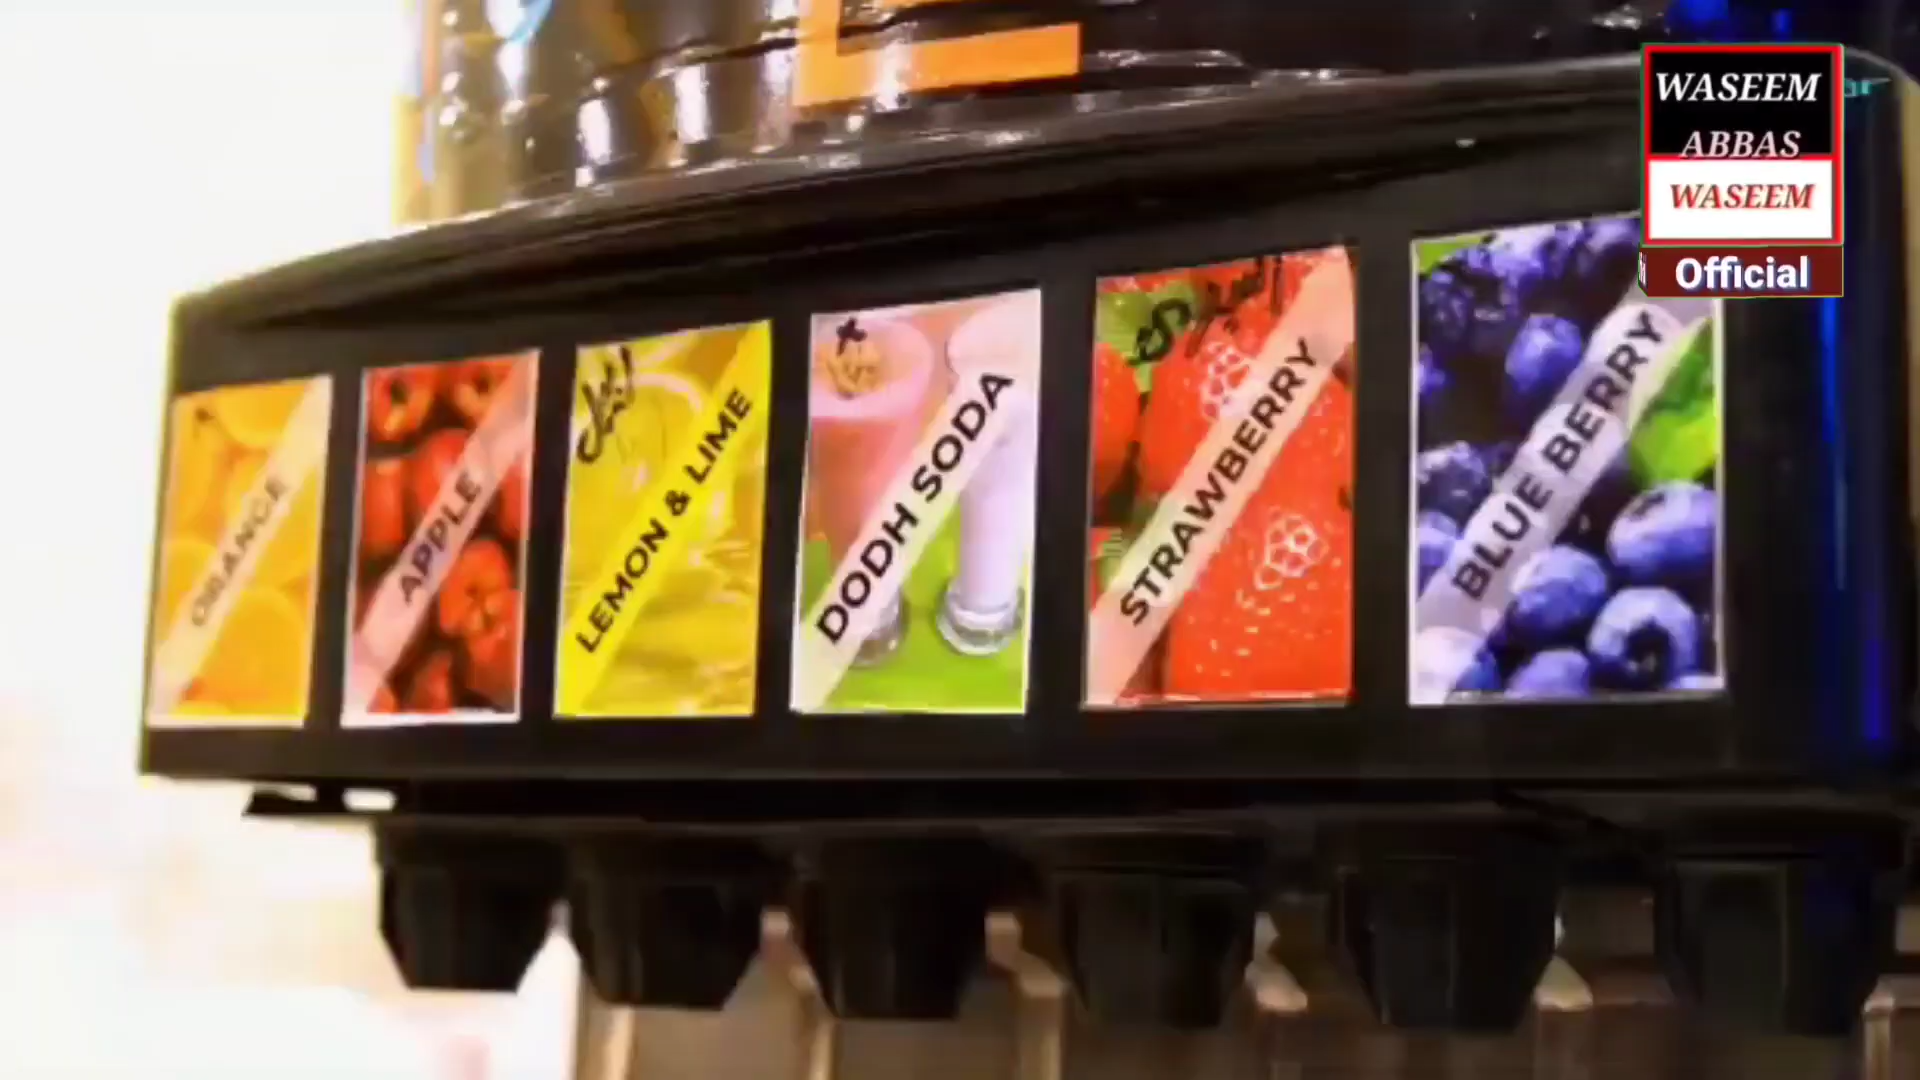 ORANGE
APPLE
LEMON & LIME
DODH SODA
STRAWBERRY
BLUE BERRY
WASEEM
ABBAS
WASEEM
Official